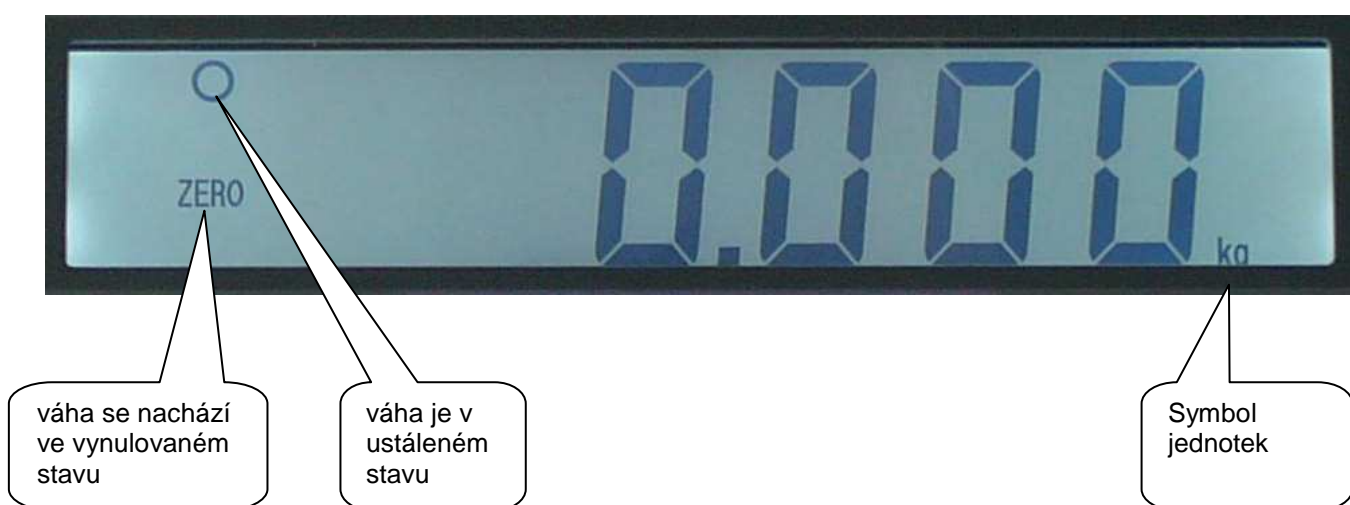 0.000 kg
ZERO
váha se nachází
ve vynulovaném
stavu
váha je v
ustáleném
stavu
Symbol
jednotek